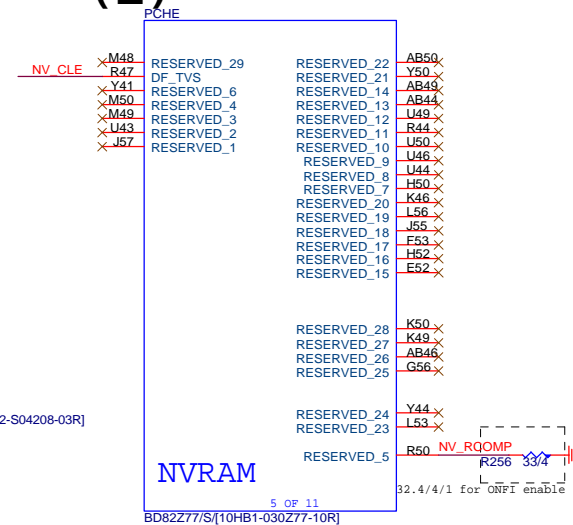 PCHE
M48 RESERVED_29 RESERVED_22 AB50
NV_CLE R47 DF_TVS RESERVED_21 Y50
Y41 RESERVED_6 RESERVED_14 AB49
M50 RESERVED_4 RESERVED_13 AB44
M49 RESERVED_3 RESERVED_12 U49
U43 RESERVED_2 RESERVED_11 R44
J57 RESERVED_1 RESERVED_10 U50
RESERVED_9 U46
RESERVED_8 U44
RESERVED_7 H50
RESERVED_20 K46
RESERVED_19 L56
RESERVED_18 J55
RESERVED_17 F53
RESERVED_16 H52
RESERVED_15 E52
RESERVED_28 K50
RESERVED_27 K49
RESERVED_26 AB46
RESERVED_25 G56
RESERVED_24 Y44
2-S04208-03R] RESERVED_23 L53
RESERVED_5 R50 NV_RCOMP
R256 33/4
NVRAM
32.4/4/1 for ONFI enable
5 OF 11
BD82Z77/S/[10HB1-030Z77-10R]